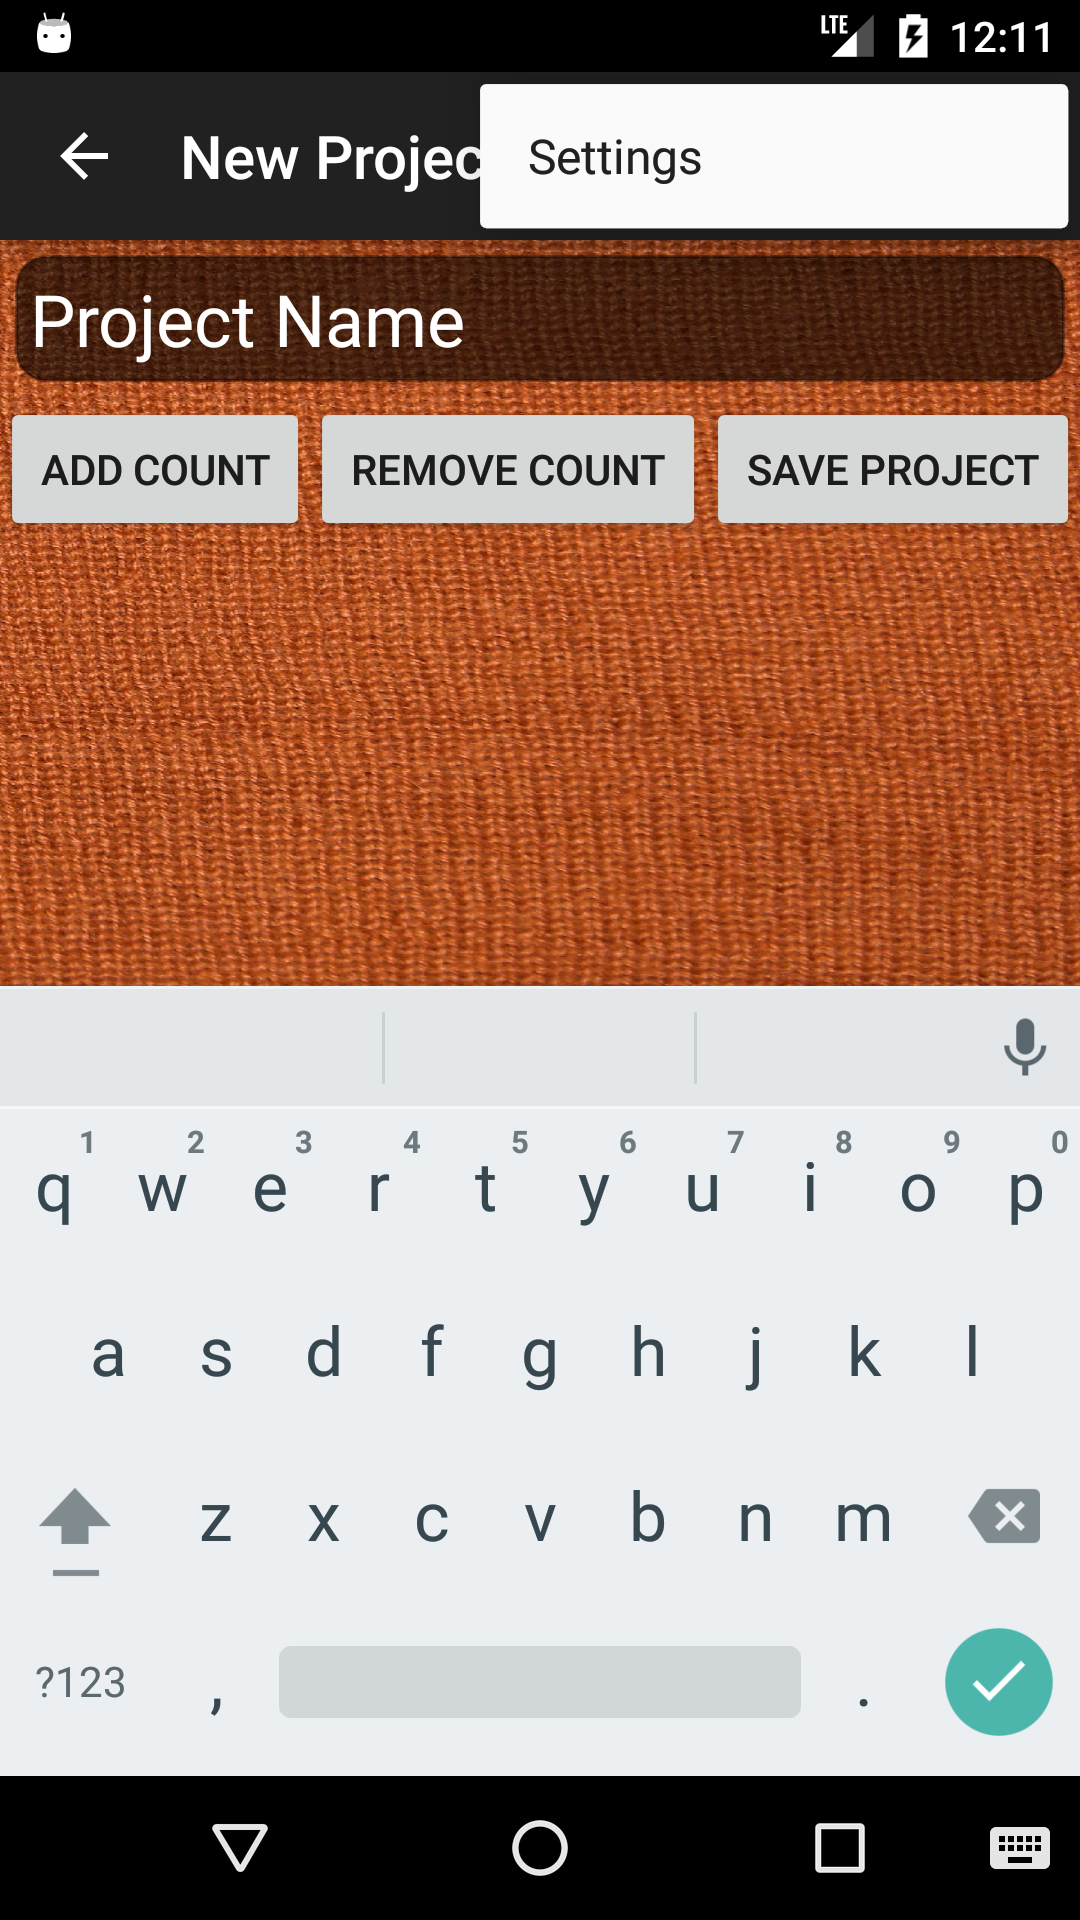 LTE 12:11
New Projec
Settings
Project Name
ADD COUNT REMOVE COUNT SAVE PROJECT
1 2 3 4 5 6 7 8 9 0
q w e r t y u i o p
a s d f g h j k l
z x c v b n m
?123 , .